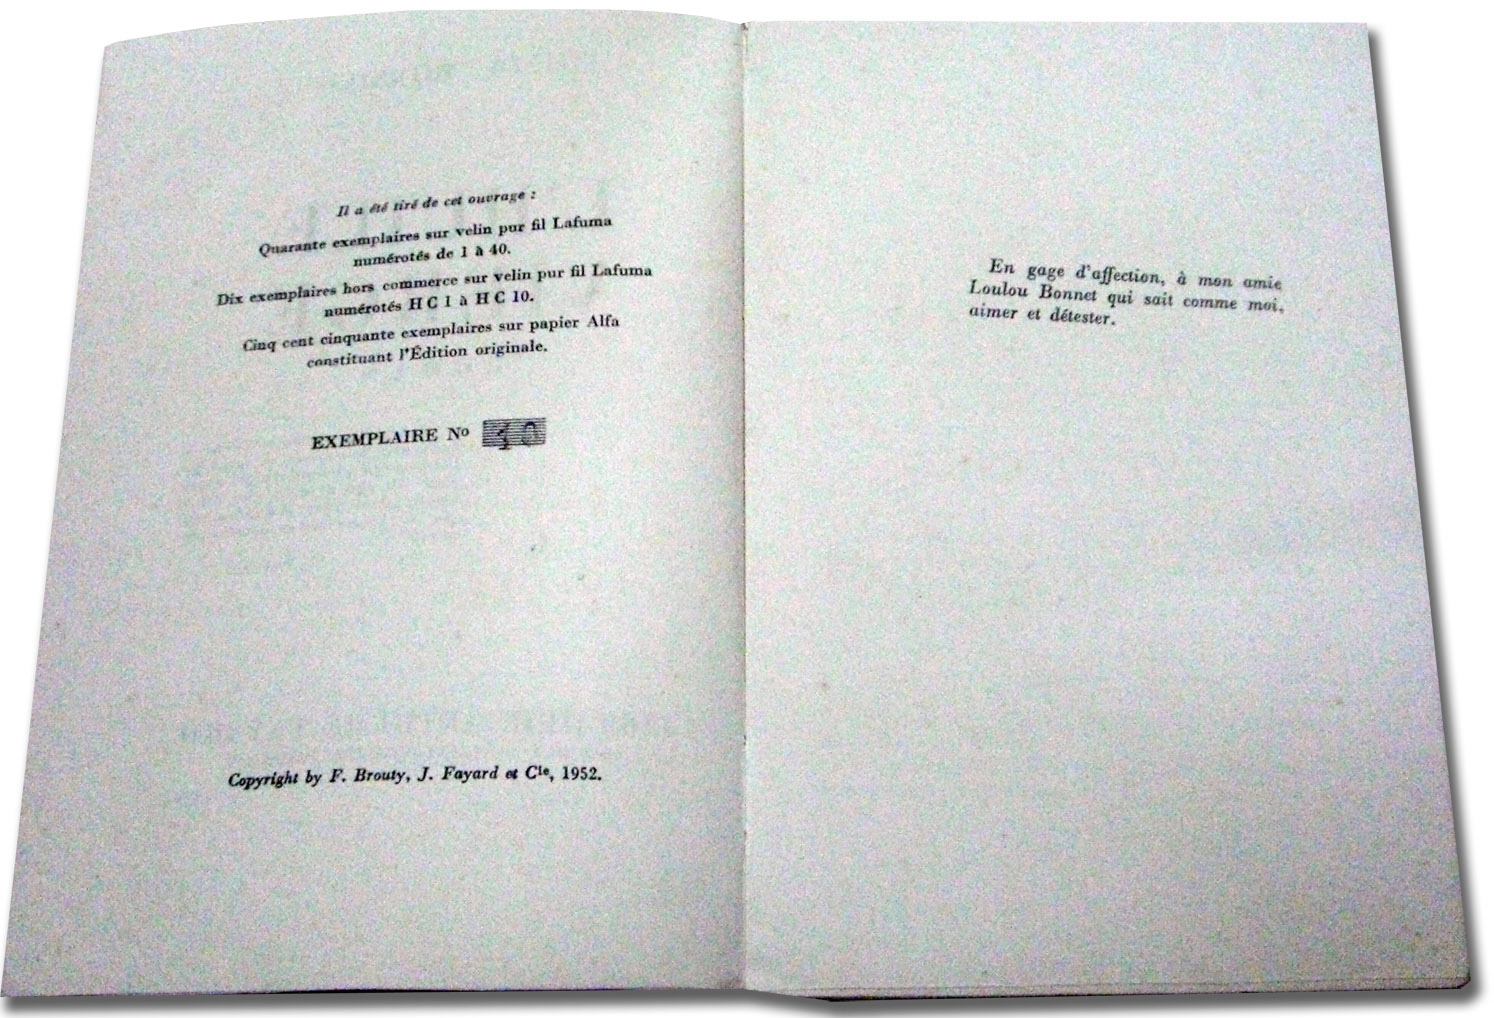 Il a été tiré de cet ouvrage :
Quarante exemplaires sur velin pur fil Lafuma
numérotés de 1 à 40.
Dix exemplaires hors commerce sur velin pur fil Lafuma
numérotés H C 1 à H C 10.
Cinq cent cinquante exemplaires sur papier Alfa
constituant l'Édition originale.
EXEMPLAIRE No
Copyright by F. Brouty, J. Fayard et Cie, 1952.
En gage d'affection, à mon amie
Loulou Bonnet qui sait comme moi,
aimer et détester.